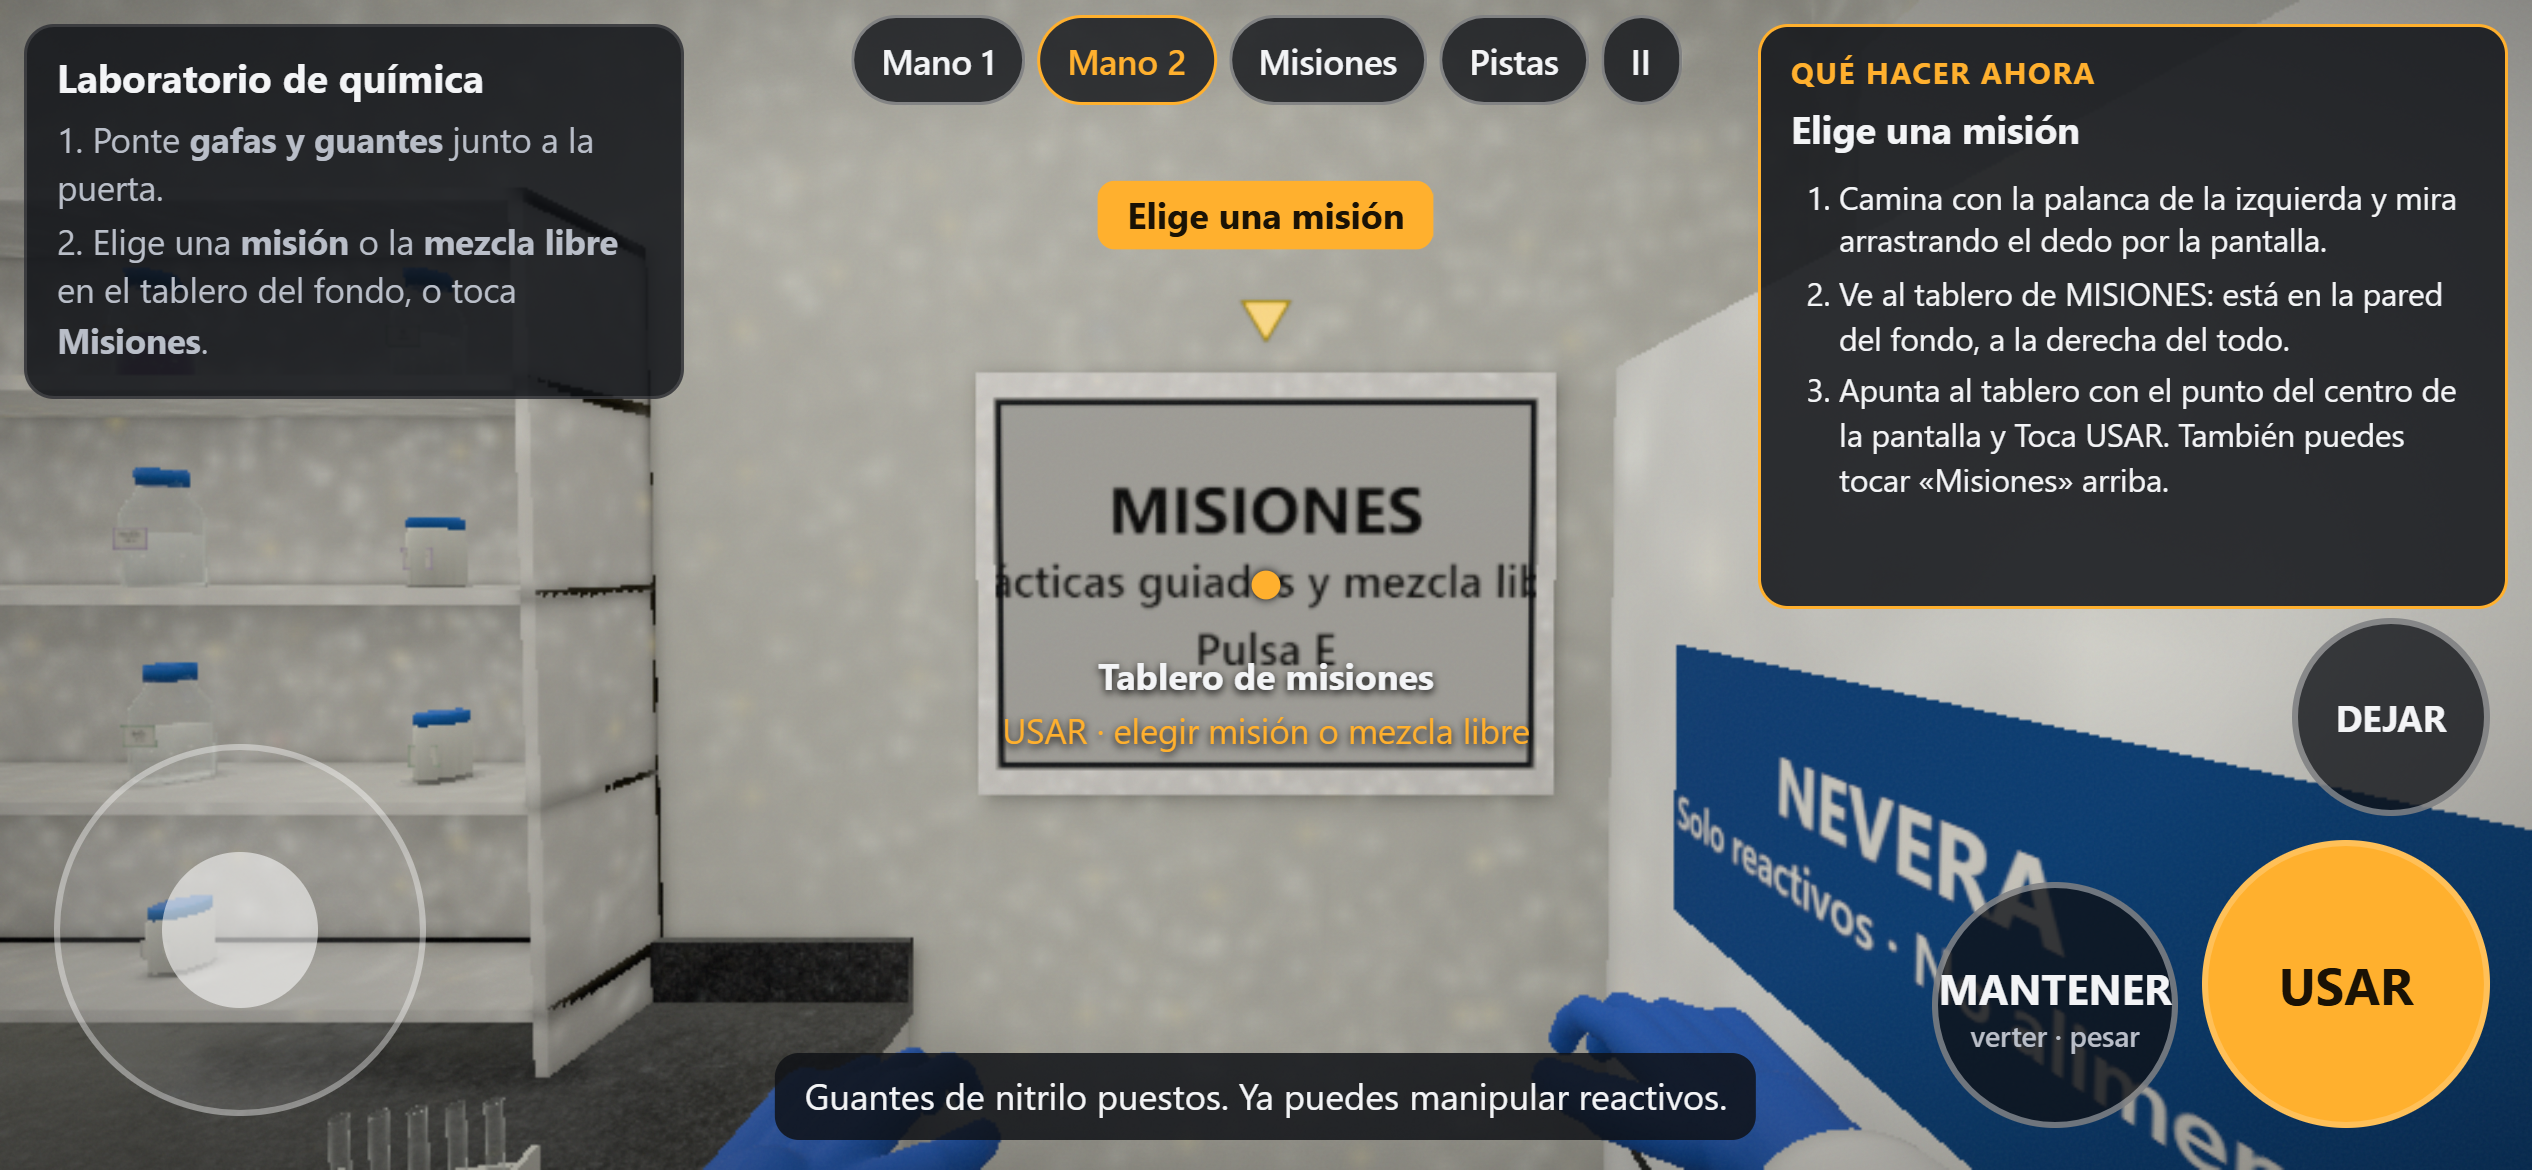 Laboratorio de química
1. Ponte gafas y guantes junto a la
puerta.
2. Elige una misión o la mezcla libre
en el tablero del fondo, o toca
Misiones.
Mano 1
Mano 2
Misiones
Pistas
II
Elige una misión
QUÉ HACER AHORA
Elige una misión
1. Camina con la palanca de la izquierda y mira
arrastrando el dedo por la pantalla.
2. Ve al tablero de MISIONES: está en la pared
del fondo, a la derecha del todo.
3. Apunta al tablero con el punto del centro de
la pantalla y Toca USAR. También puedes
tocar «Misiones» arriba.
MISIONES
y mezcla
Pulsa E
Tablero de misiones
USAR · elegir misión o mezcla libre
NEVERA
Solo reactivos ·
DEJAR
MANTENER
verter · pesar
USAR
Guantes de nitrilo puestos. Ya puedes manipular reactivos.